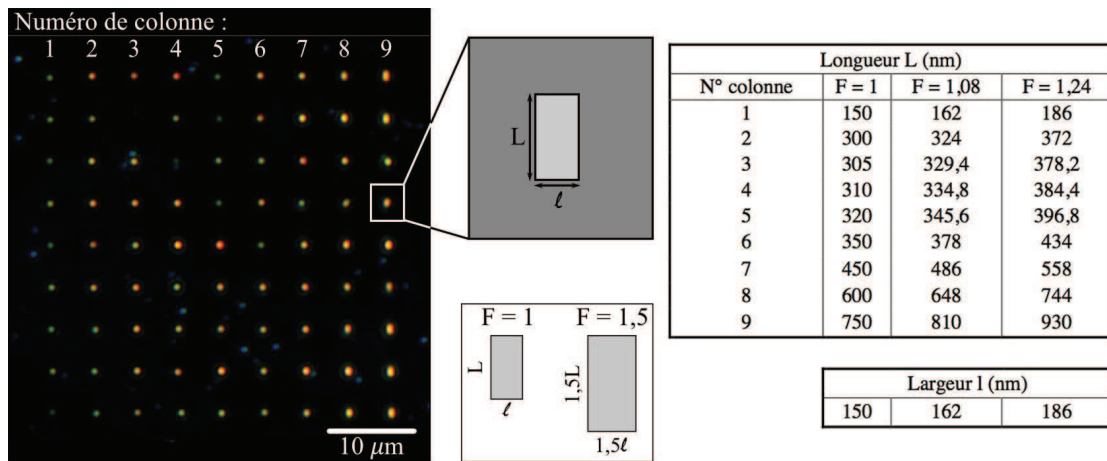 Numéro de colonne :
1 2 3 4 5 6 7 8 9
10 µm
L
ℓ
F = 1 F = 1,5
L 1,5L
ℓ 1,5ℓ
Longueur L (nm)
N° colonne F = 1 F = 1,08 F = 1,24
1 150 162 186
2 300 324 372
3 305 329,4 378,2
4 310 334,8 384,4
5 320 345,6 396,8
6 350 378 434
7 450 486 558
8 600 648 744
9 750 810 930
Largeur l (nm)
150 162 186